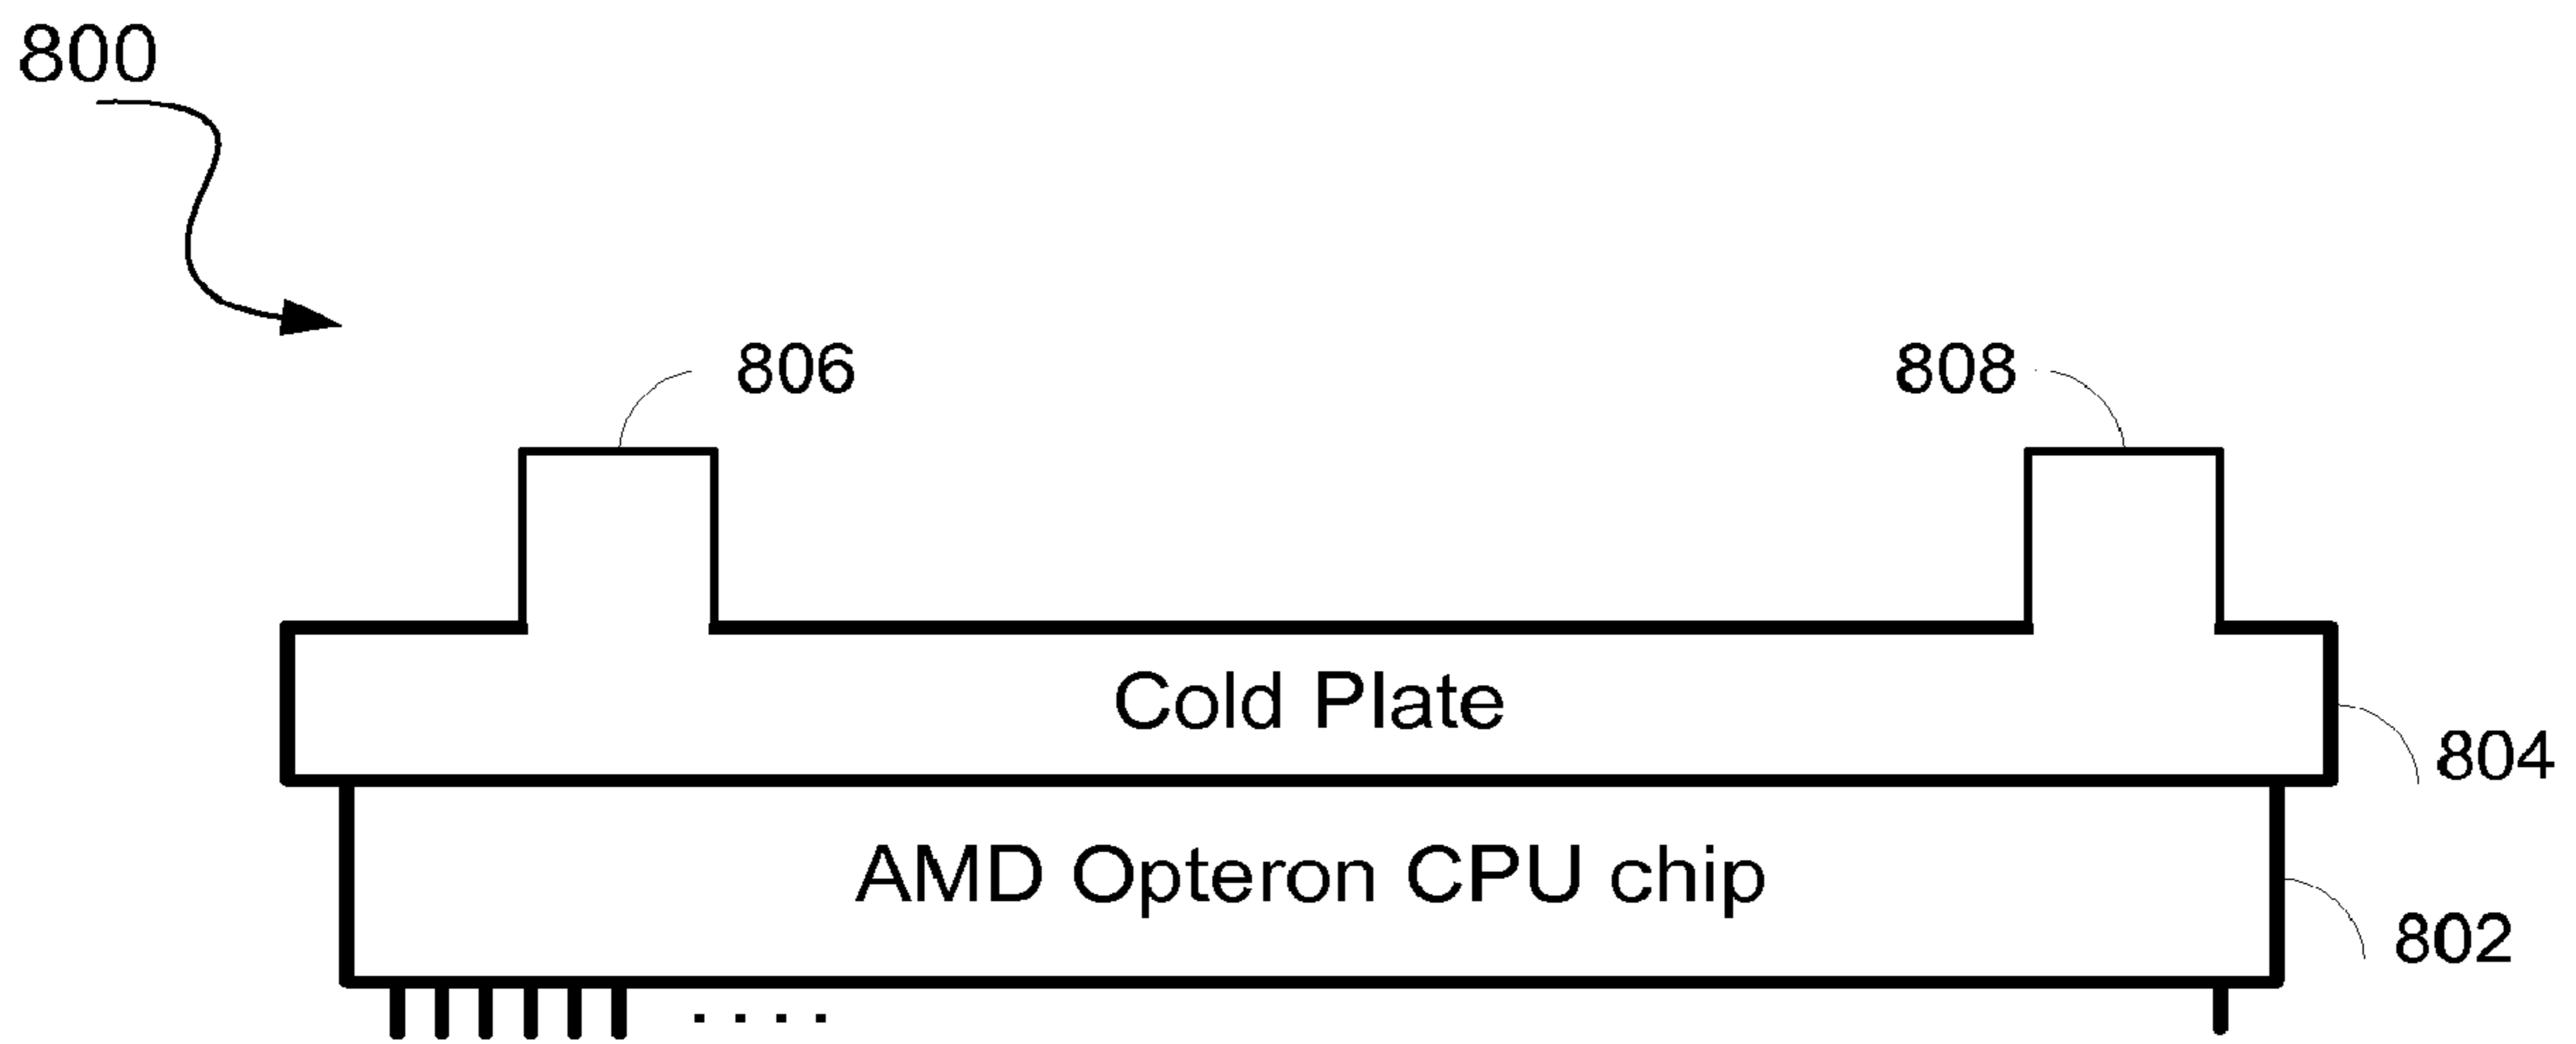 800
806
808
Cold Plate
804
AMD Opteron CPU chip
802
. . . .